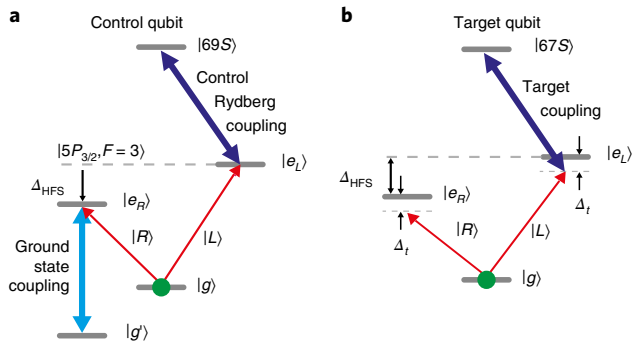 a
Control qubit
|69S⟩
Control
Rydberg
coupling
|5P3/2, F = 3⟩
|eL⟩
ΔHFS
|eR⟩
|R⟩
|L⟩
Ground
state
coupling
|g⟩
|g'⟩
b
Target qubit
|67S⟩
Target
coupling
|eL⟩
ΔHFS
|eR⟩
Δt
|R⟩
|L⟩
Δt
|g⟩